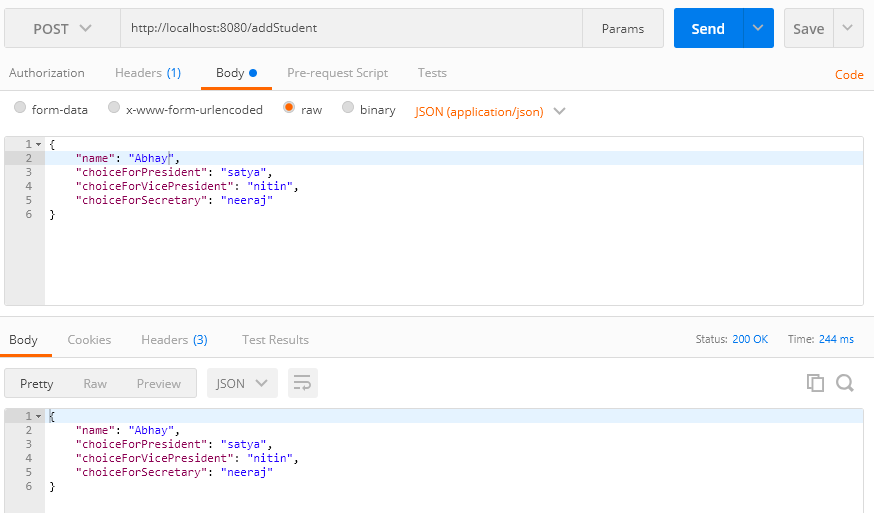 POST http://localhost:8080/addStudent Params Send Save
Authorization Headers (1) Body Pre-request Script Tests Code
form-data x-www-form-urlencoded raw binary JSON (application/json)
1 {
2 "name": "Abhay",
3 "choiceForPresident": "satya",
4 "choiceForVicePresident": "nitin",
5 "choiceForSecretary": "neeraj"
6 }
Body Cookies Headers (3) Test Results Status: 200 OK Time: 244 ms
Pretty Raw Preview JSON
1 {
2 "name": "Abhay",
3 "choiceForPresident": "satya",
4 "choiceForVicePresident": "nitin",
5 "choiceForSecretary": "neeraj"
6 }